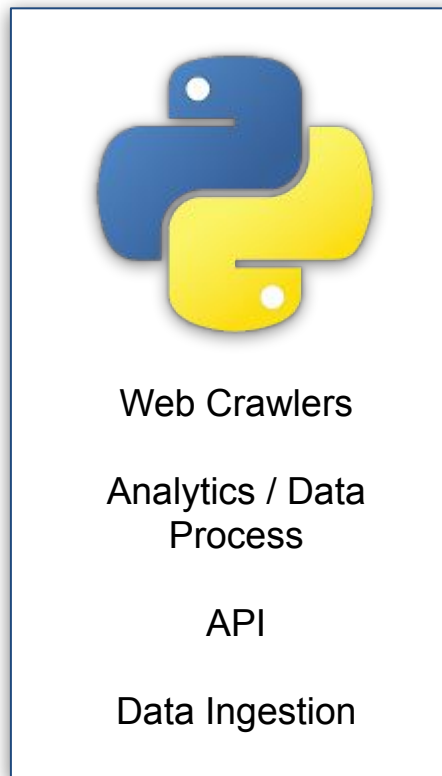 Web Crawlers
Analytics / Data
Process
API
Data Ingestion